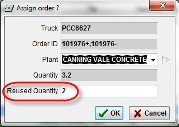 Assign order ?
Truck PCC6627
Order ID 101976+,101976-
Plant CANNING VALE CONCRETE
Quantity 3.2
Reused Quantity 2
OK Cancel